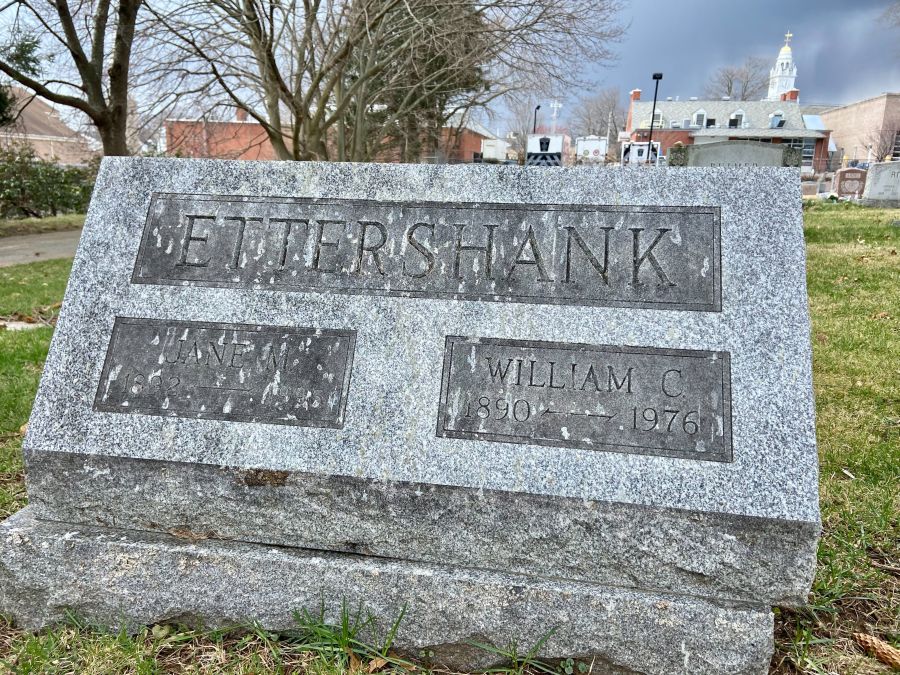 ETTERSHANK
JANE M.
WILLIAM C.
1890 1976